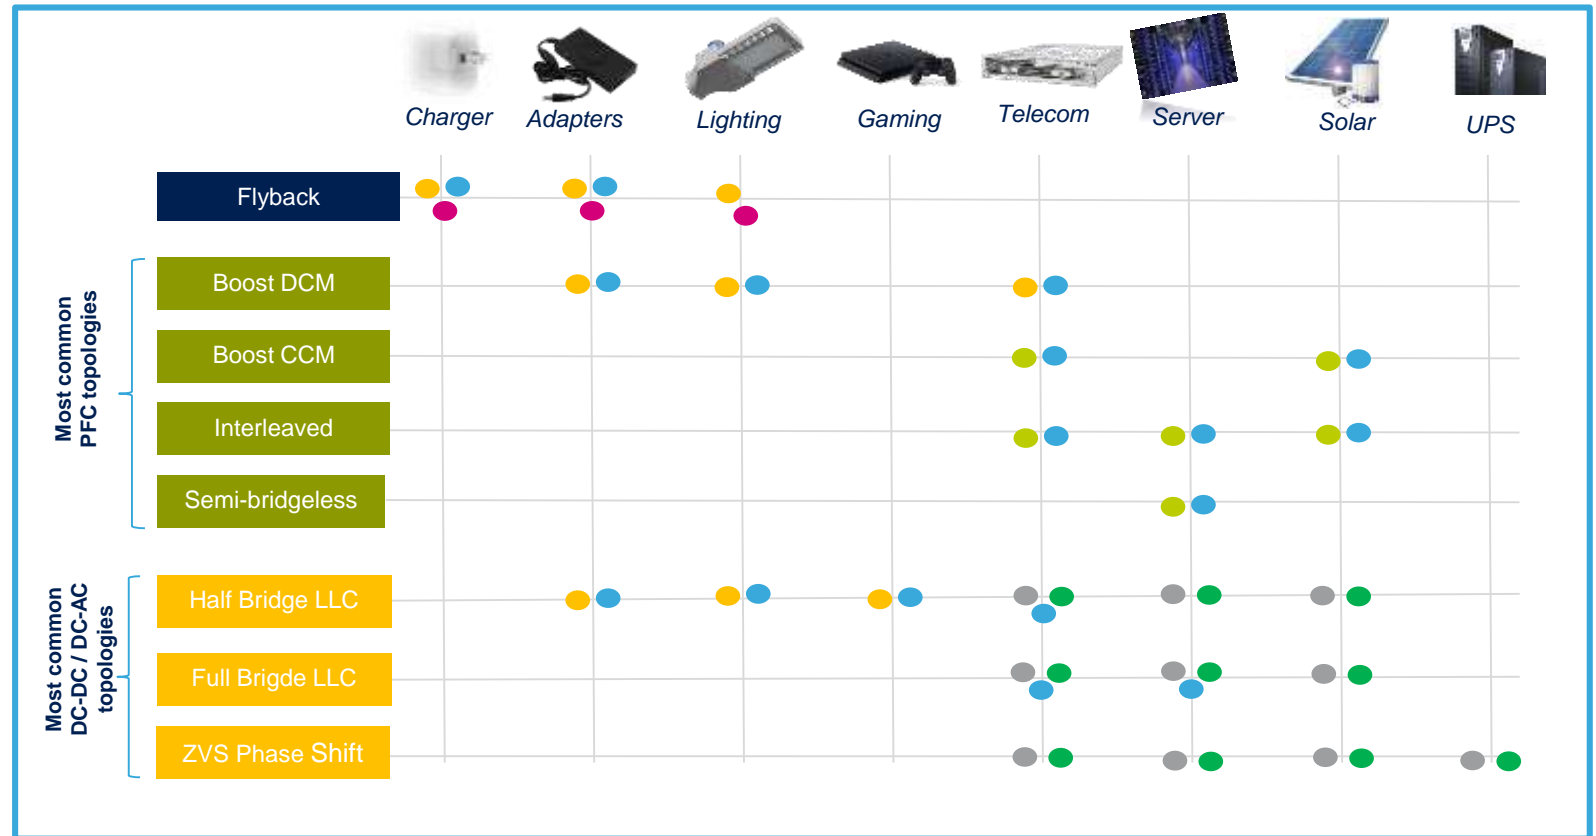 Charger
Adapters
Lighting
Gaming
Telecom
Server
Solar
UPS
Flyback
Most common
PFC topologies
Boost DCM
Boost CCM
Interleaved
Semi-bridgeless
Most common
DC-DC / DC-AC
topologies
Half Bridge LLC
Full Brigde LLC
ZVS Phase Shift